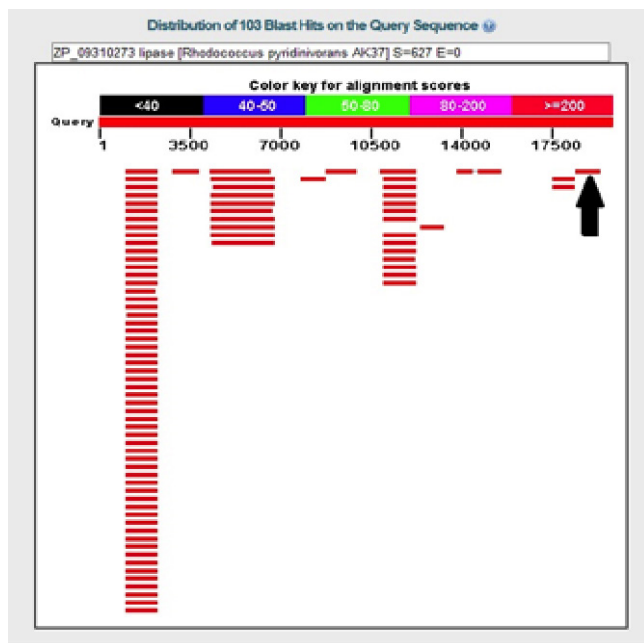 Distribution of 103 Blast Hits on the Query Sequence
ZP_09310273 lipase [Rhodococcus pyridinivorans AK37] S=627 E=0
Color key for alignment scores
<40 40-50 50-80 80-200 >=200
Query
1 3500 7000 10500 14000 17500